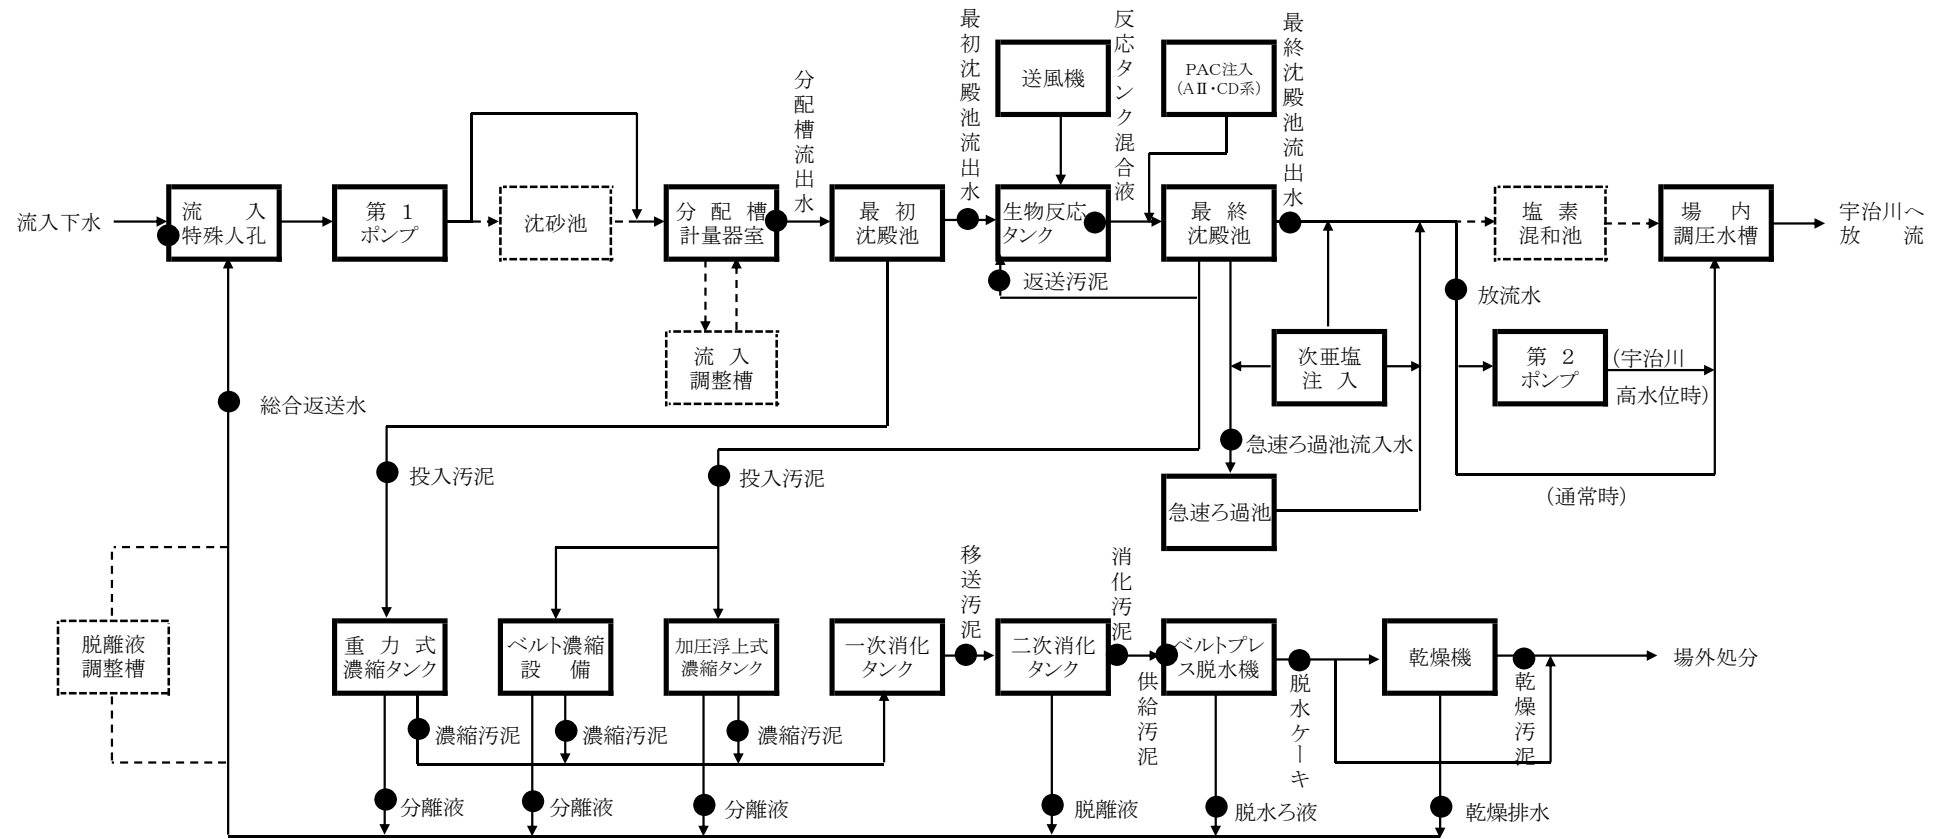 最初沈殿池流出水
反応タンク混合液
最終沈殿池流出水
分配槽流出水
送風機
PAC注入
(AⅡ・CD系)
流入下水
流　入
特殊人孔
第　1
ポンプ
沈砂池
分 配 槽
計量器室
最　初
沈殿池
生物反応
タンク
最　終
沈殿池
塩　素
混和池
場　内
調圧水槽
宇治川へ
放　流
返送汚泥
放流水
流　入
調整槽
次亜塩
注　入
第　2
ポンプ
(宇治川
高水位時)
総合返送水
急速ろ過池流入水
投入汚泥
投入汚泥
(通常時)
急速ろ過池
移送汚泥
消化汚泥
脱離液
調整槽
重 力 式
濃縮タンク
ベルト濃縮
設　備
加圧浮上式
濃縮タンク
一次消化
タンク
二次消化
タンク
ベルトプレ
ス脱水機
乾燥機
場外処分
供給汚泥
脱水ケーキ
乾燥汚泥
濃縮汚泥
濃縮汚泥
濃縮汚泥
分離液
分離液
分離液
脱離液
脱水ろ液
乾燥排水